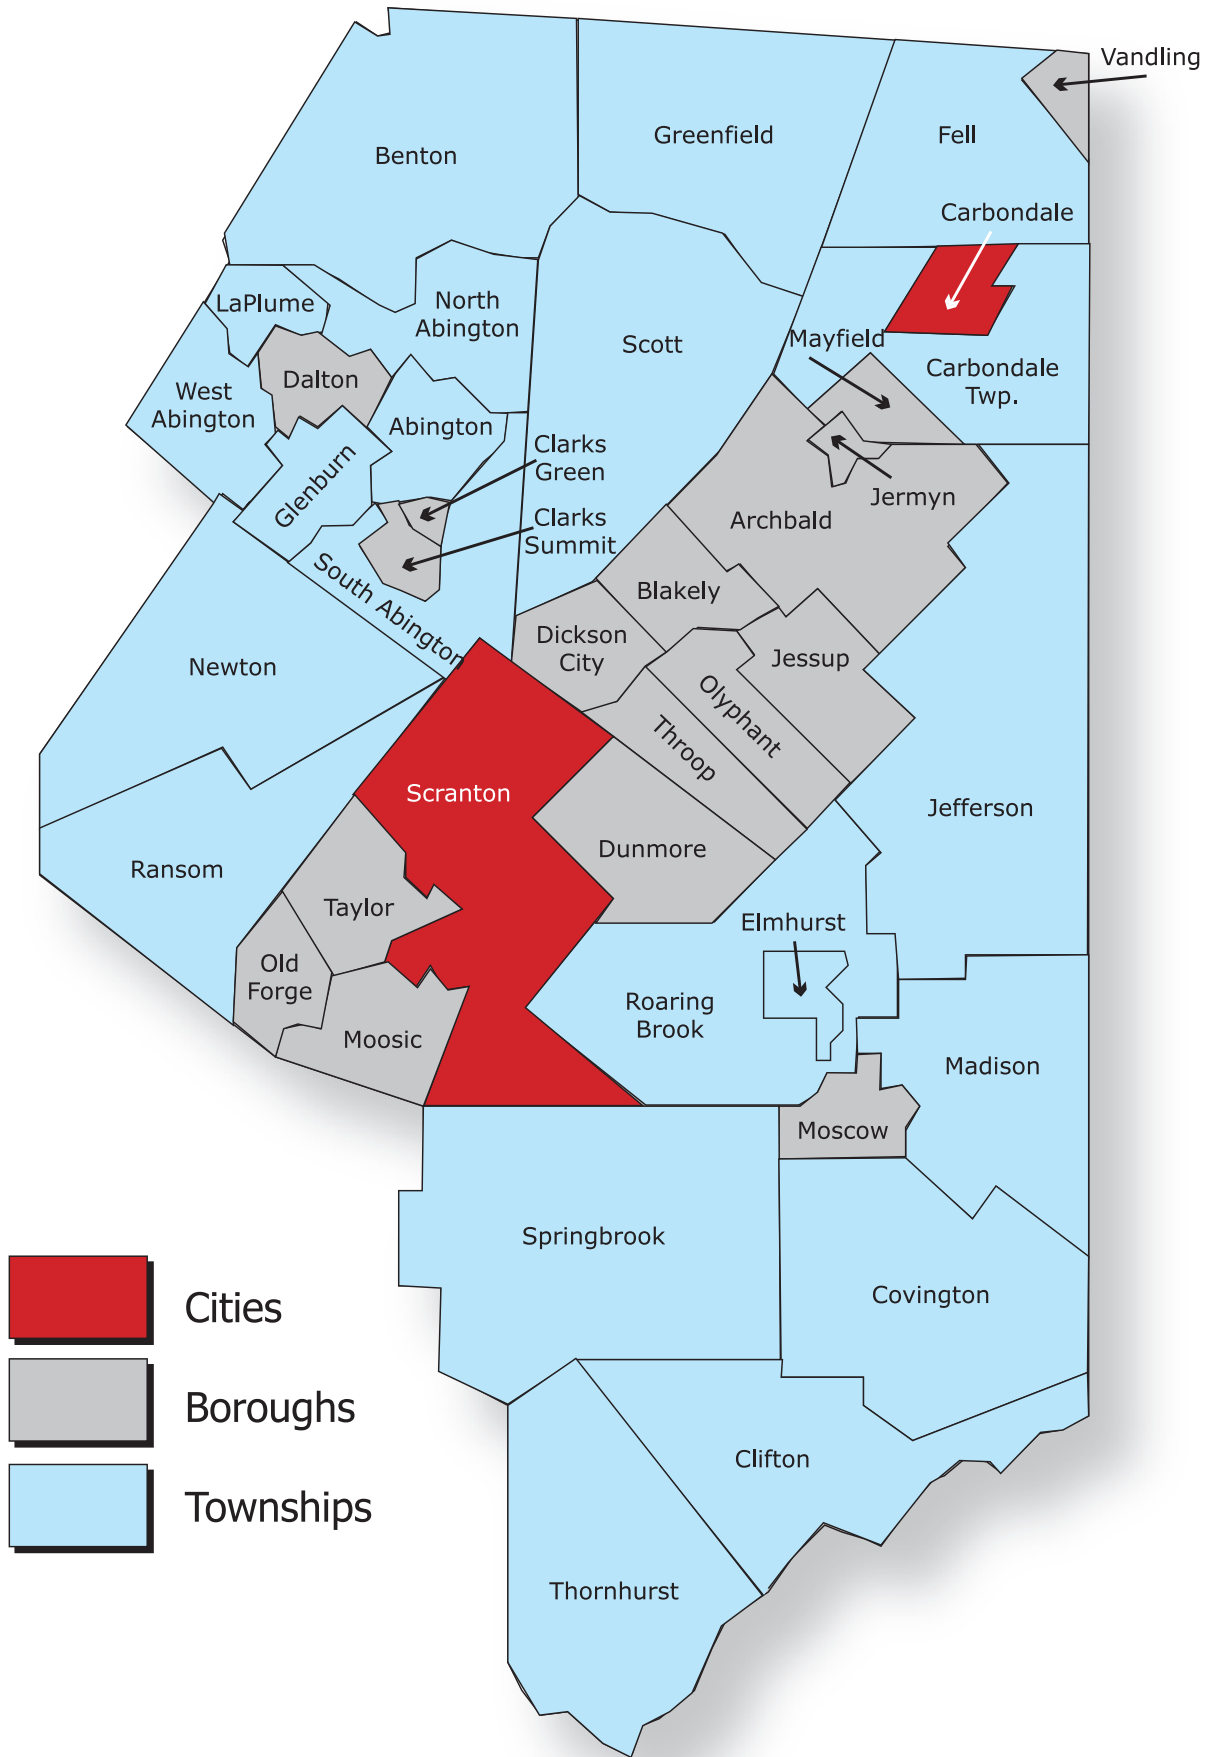 Vandling
Greenfield
Fell
Benton
Carbondale
LaPlume
North
Abington
Scott
Mayfield
Carbondale
Twp.
Dalton
West
Abington
Abington
Clarks
Green
Glenburn
Jermyn
Archbald
Clarks
Summit
South Abington
Blakely
Dickson
City
Jessup
Newton
Olyphant
Throop
Scranton
Jefferson
Dunmore
Ransom
Taylor
Elmhurst
Old
Forge
Roaring
Brook
Moosic
Madison
Moscow
Springbrook
Covington
Cities
Boroughs
Clifton
Townships
Thornhurst